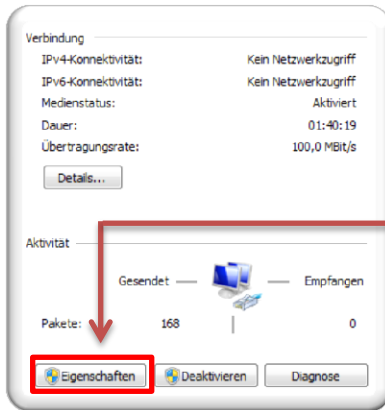 Verbindung
IPv4-Konnektivität: Kein Netzwerkzugriff
IPv6-Konnektivität: Kein Netzwerkzugriff
Medienstatus: Aktiviert
Dauer: 01:40:19
Übertragungsrate: 100,0 MBit/s
Details...
Aktivität
Gesendet — — Empfangen
Pakete: 168 | 0
Eigenschaften Deaktivieren Diagnose